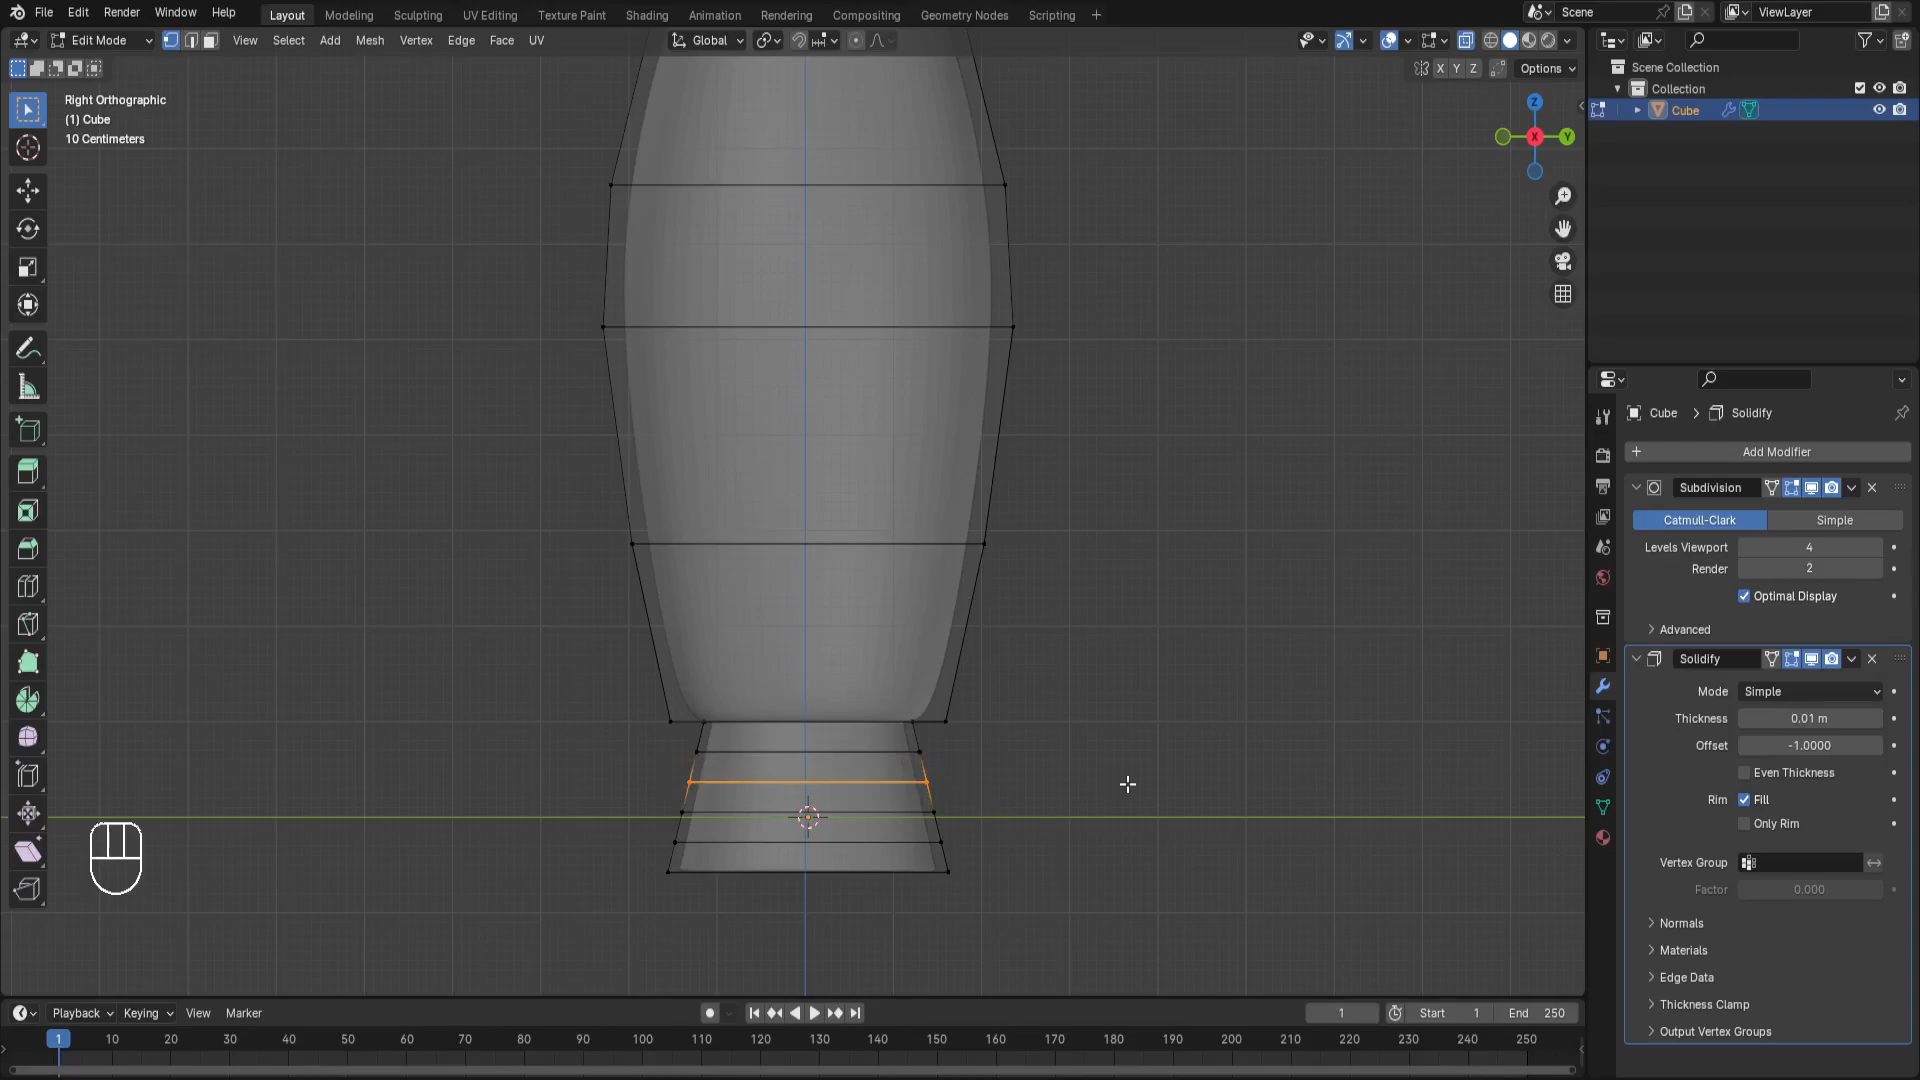 File Edit Render Window Help Layout Modeling Sculpting UV Editing Texture Paint Shading Animation Rendering Compositing Geometry Nodes Scripting + Scene ViewLayer
Edit Mode View Select Add Mesh Vertex Edge Face UV Global
X Y Z Options
Right Orthographic
(1) Cube
10 Centimeters
Z
X
Y
Scene Collection
Collection
Cube
Cube > Solidify
+ Add Modifier
Subdivision
Catmull-Clark Simple
Levels Viewport 4
Render 2
Optimal Display
Advanced
Solidify
Mode Simple
Thickness 0.01 m
Offset -1.0000
Even Thickness
Rim Fill
Only Rim
Vertex Group
Factor 0.000
Normals
Materials
Edge Data
Thickness Clamp
Output Vertex Groups
Playback Keying View Marker 1 Start 1 End 250
1 10 20 30 40 50 60 70 80 90 100 110 120 130 140 150 160 170 180 190 200 210 220 230 240 250